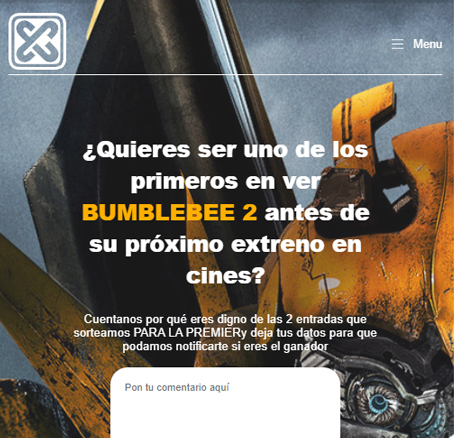 Menu
¿Quieres ser uno de los
primeros en ver
BUMBLEBEE 2 antes de
su próximo extreno en
cines?
Cuentanos por qué eres digno de las 2 entradas que
sorteamos PARA LA PREMIERy deja tus datos para que
podamos notificarte si eres el ganador
Pon tu comentario aquí